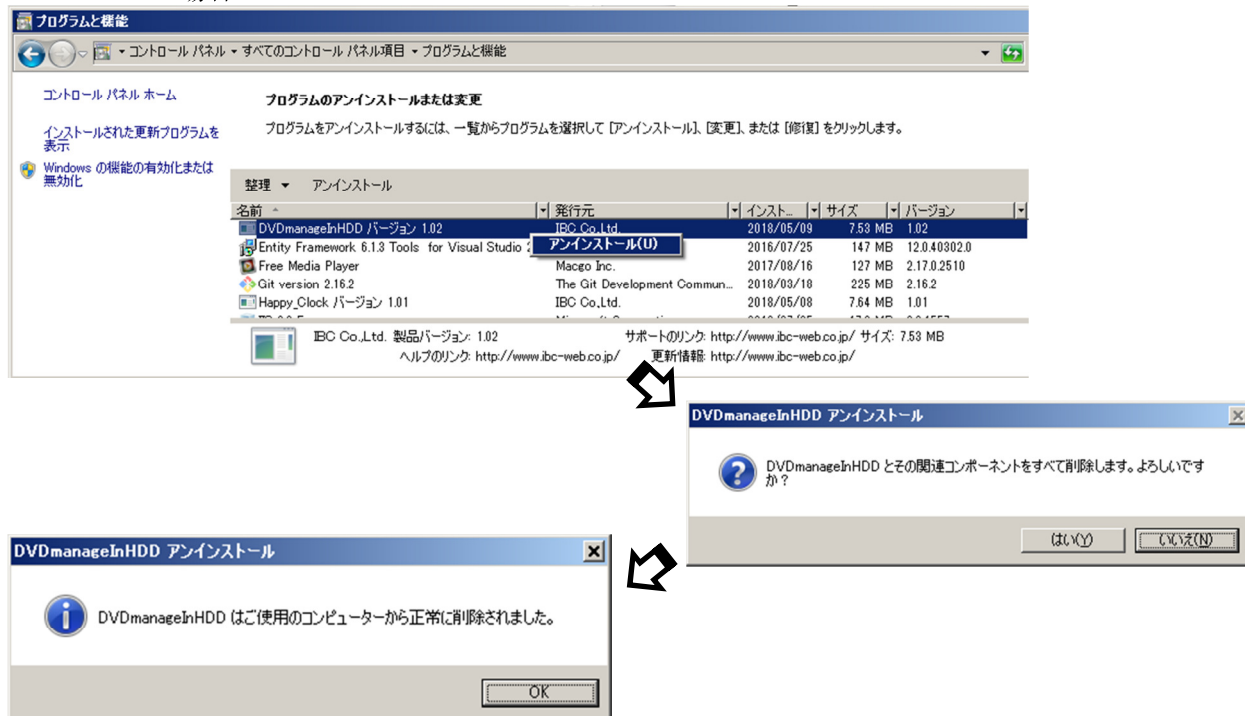 プログラムと機能
コントロール パネル すべてのコントロール パネル項目 プログラムと機能
コントロール パネル ホーム
インストールされた更新プログラムを
表示
Windows の機能の有効化または
無効化
プログラムのアンインストールまたは変更
プログラムをアンインストールするには、一覧からプログラムを選択して [アンインストール]、[変更]、または [修復] をクリックします。
整理 アンインストール
名前 発行元 インスト... サイズ バージョン
DVDmanageInHDD バージョン 1.02 IBC Co.,Ltd. 2018/05/09 7.53 MB 1.02
アンインストール(U)
Entity Framework 6.1.3 Tools for Visual Studio 2016/07/25 147 MB 12.0.40302.0
Free Media Player Macgo Inc. 2017/08/16 127 MB 2.17.0.2510
Git version 2.16.2 The Git Development Commun... 2018/03/18 225 MB 2.16.2
Happy_Clock バージョン 1.01 IBC Co.,Ltd. 2018/05/08 7.64 MB 1.01
IBC Co.,Ltd. 製品バージョン: 1.02 サポートのリンク: http://www.ibc-web.co.jp/ サイズ: 7.53 MB
ヘルプのリンク: http://www.ibc-web.co.jp/ 更新情報: http://www.ibc-web.co.jp/
DVDmanageInHDD アンインストール
DVDmanageInHDD とその関連コンポーネントをすべて削除します。よろしいです
か?
はい(Y) いいえ(N)
DVDmanageInHDD アンインストール
DVDmanageInHDD はご使用のコンピューターから正常に削除されました。
OK